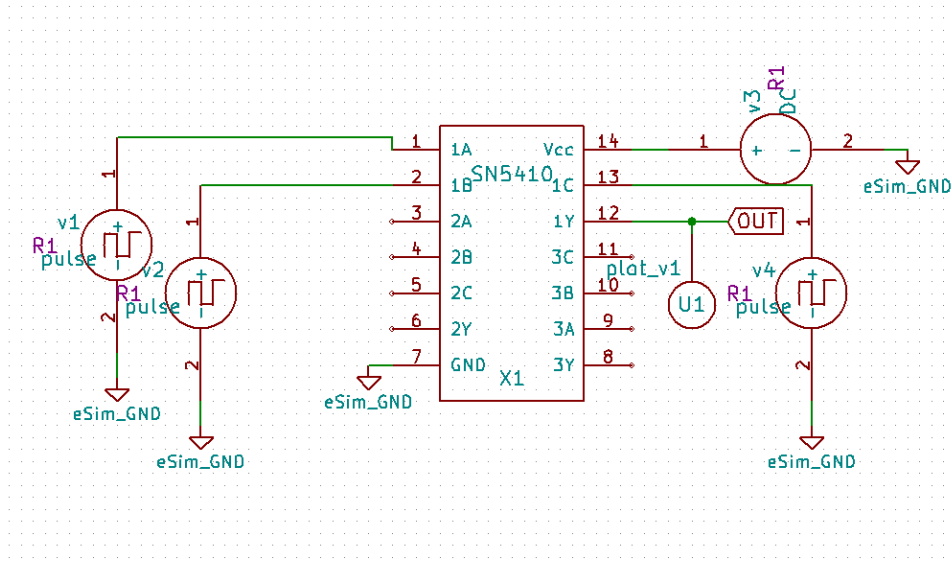 R1
v3
DC
1
1A
SN5410
Vcc
14
1
+
-
2
eSim_GND
2
1B
1C
13
1
1
3
2A
1Y
12
OUT
1
v1
+
R1
pulse
-
4
2B
3C
11
plot_v1
v2
+
R1
pulse
-
5
2C
3B
10
U1
v4
+
R1
pulse
-
2
6
2Y
3A
9
2
7
GND
3Y
8
2
X1
eSim_GND
eSim_GND
eSim_GND
eSim_GND